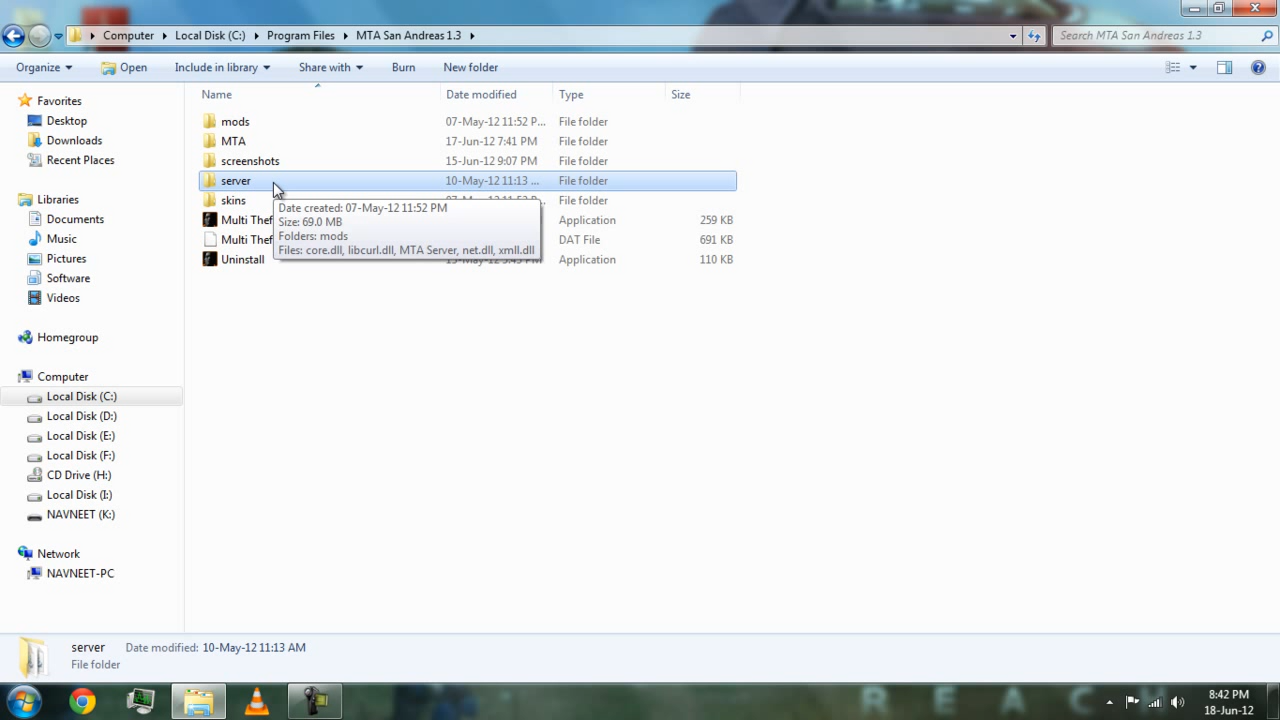 Computer Local Disk (C:) Program Files MTA San Andreas 1.3 Search MTA San Andreas 1.3
Organize Open Include in library Share with Burn New folder
Name Date modified Type Size
Favorites
Desktop
Downloads
Recent Places
Libraries
Documents
Music
Pictures
Software
Videos
Homegroup
Computer
Local Disk (C:)
Local Disk (D:)
Local Disk (E:)
Local Disk (F:)
CD Drive (H:)
Local Disk (I:)
NAVNEET (K:)
Network
NAVNEET-PC
mods 07-May-12 11:52 P... File folder
MTA 17-Jun-12 7:41 PM File folder
screenshots 15-Jun-12 9:07 PM File folder
server 10-May-12 11:13 ... File folder
skins File folder
Multi Thef Application 259 KB
Multi Thef DAT File 691 KB
Uninstall Application 110 KB
Date created: 07-May-12 11:52 PM
Size: 69.0 MB
Folders: mods
Files: core.dll, libcurl.dll, MTA Server, net.dll, xmll.dll
server Date modified: 10-May-12 11:13 AM
File folder
R E A C
8:42 PM
18-Jun-12